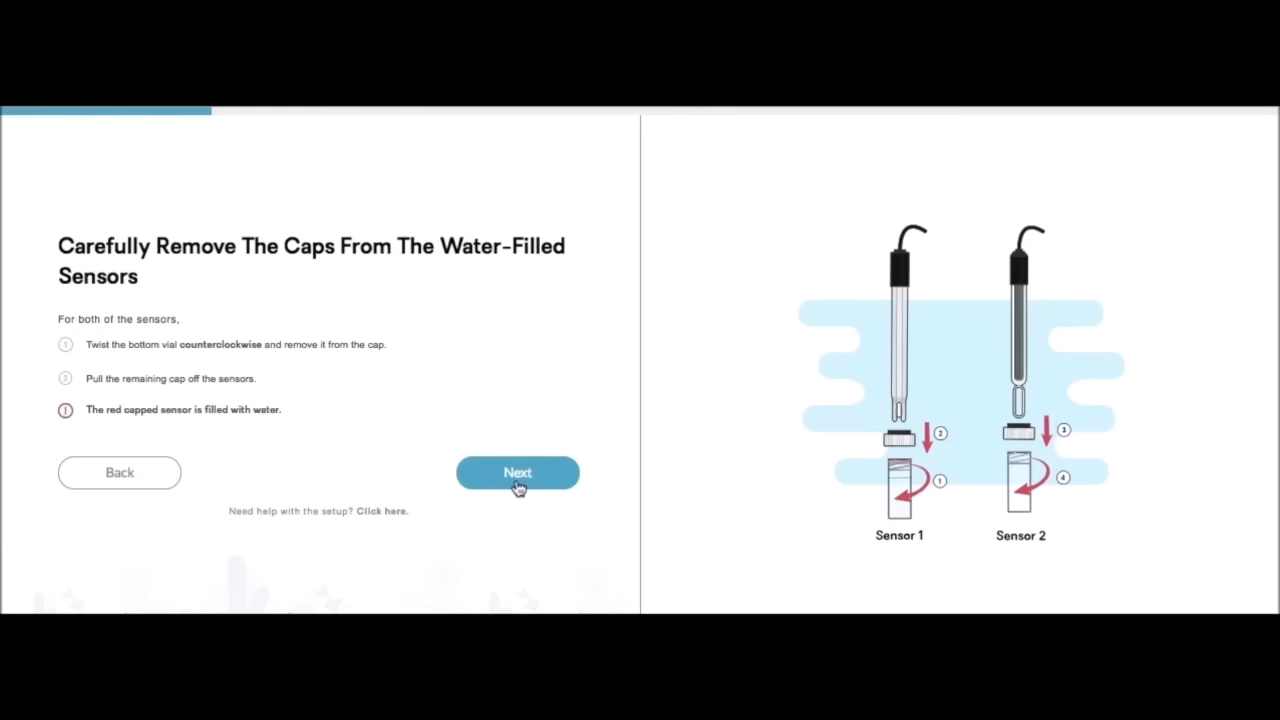 Carefully Remove The Caps From The Water-Filled
Sensors
For both of the sensors,
1 Twist the bottom vial counterclockwise and remove it from the cap.
2 Pull the remaining cap off the sensors.
! The red capped sensor is filled with water.
Back
Next
Need help with the setup? Click here.
2
3
1
4
Sensor 1
Sensor 2